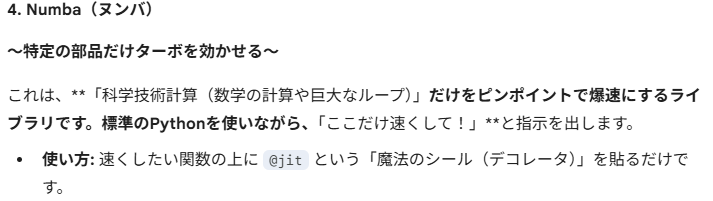 4. Numba（ヌンバ）
～特定の部品だけターボを効かせる～
これは、**「科学技術計算（数学の計算や巨大なループ）」だけをピンポイントで爆速にするライ
ブラリです。標準のPythonを使いながら、「ここだけ速くして！」**と指示を出します。
• 使い方: 速くしたい関数の上に @jit という「魔法のシール（デコレータ）」を貼るだけで
す。